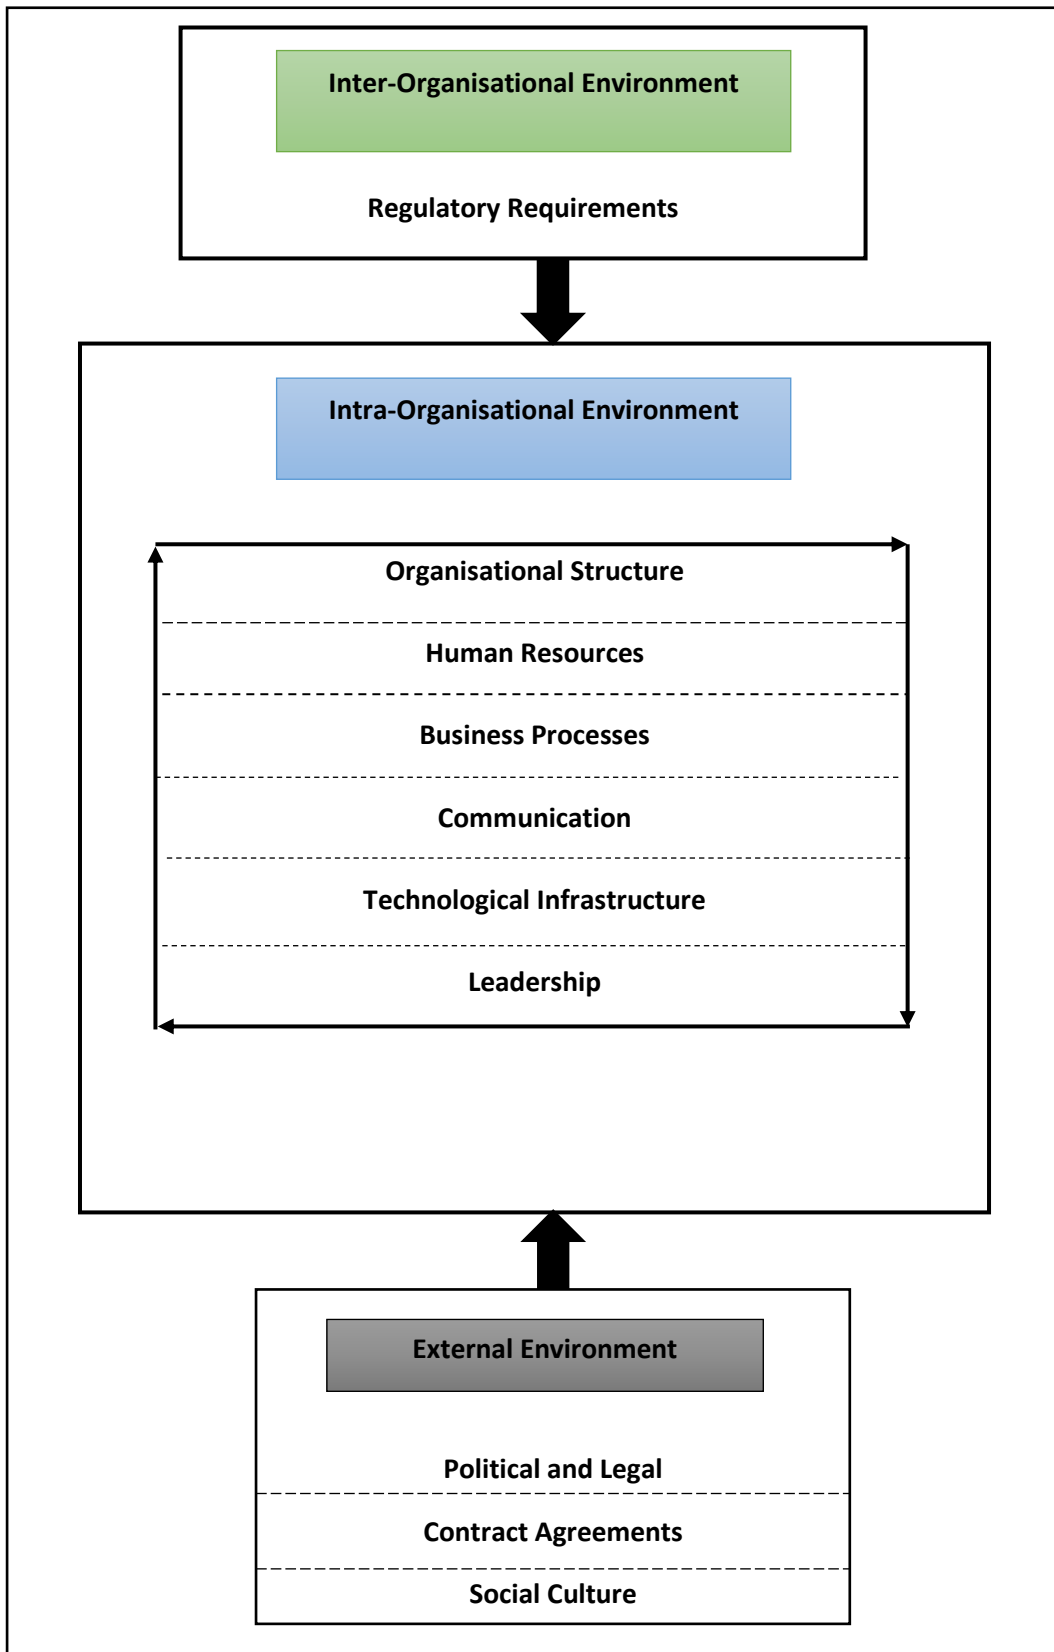 Inter-Organisational Environment
Regulatory Requirements
Intra-Organisational Environment
Organisational Structure
Human Resources
Business Processes
Communication
Technological Infrastructure
Leadership
External Environment
Political and Legal
Contract Agreements
Social Culture